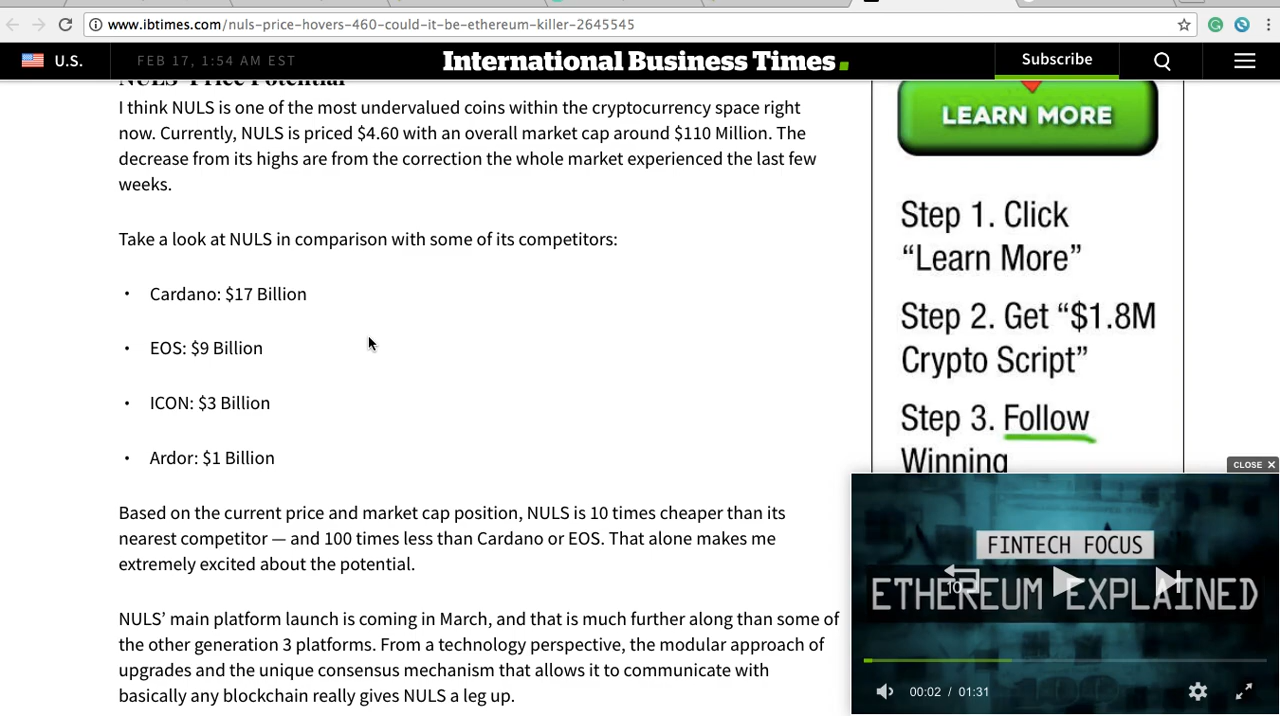 www.ibtimes.com/nuls-price-hovers-460-could-it-be-ethereum-killer-2645545
U.S.
FEB 17, 1:54 AM EST
International Business Times
Subscribe
NULS' Price Potential
I think NULS is one of the most undervalued coins within the cryptocurrency space right
now. Currently, NULS is priced $4.60 with an overall market cap around $110 Million. The
decrease from its highs are from the correction the whole market experienced the last few
weeks.
Take a look at NULS in comparison with some of its competitors:
• Cardano: $17 Billion
• EOS: $9 Billion
• ICON: $3 Billion
• Ardor: $1 Billion
Based on the current price and market cap position, NULS is 10 times cheaper than its
nearest competitor — and 100 times less than Cardano or EOS. That alone makes me
extremely excited about the potential.
NULS’ main platform launch is coming in March, and that is much further along than some of
the other generation 3 platforms. From a technology perspective, the modular approach of
upgrades and the unique consensus mechanism that allows it to communicate with
basically any blockchain really gives NULS a leg up.
LEARN MORE
Step 1. Click
“Learn More”
Step 2. Get “$1.8M
Crypto Script”
Step 3. Follow
Winning
CLOSE X
FINTECH FOCUS
ETHEREUM EXPLAINED
10
00:02 / 01:31